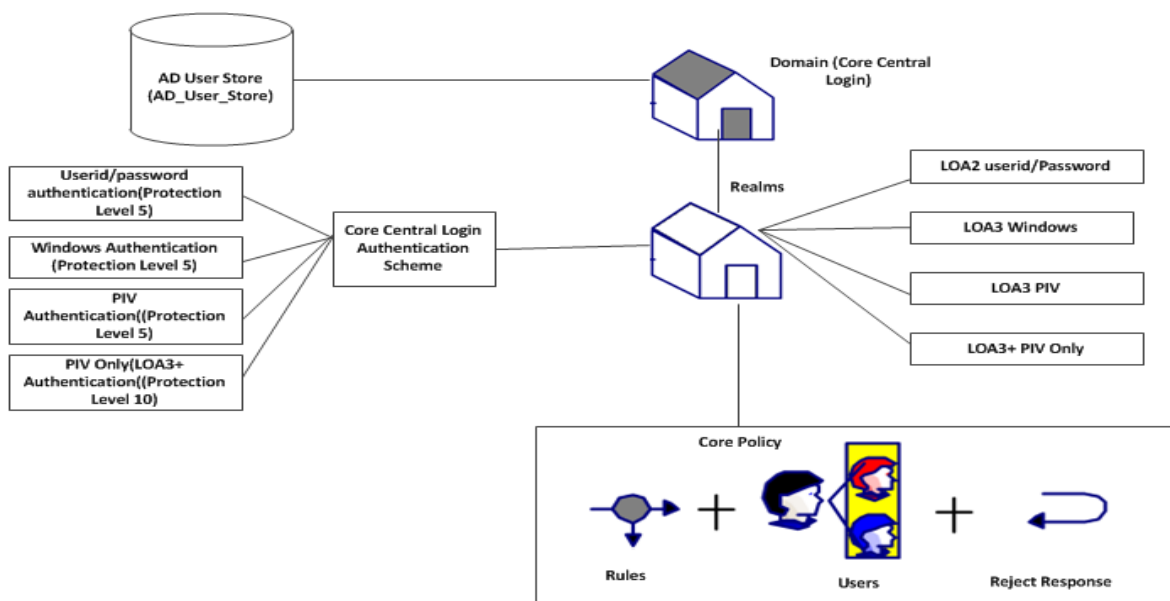 AD User Store
(AD_User_Store)
Domain (Core Central
Login)
Userid/password
authentication(Protection
Level 5)
Windows Authentication
(Protection Level 5)
PIV
Authentication((Protection
Level 5)
PIV Only(LOA3+
Authentication((Protection
Level 10)
Core Central Login
Authentication
Scheme
Realms
LOA2 userid/Password
LOA3 Windows
LOA3 PIV
LOA3+ PIV Only
Core Policy
Rules
Users
Reject Response